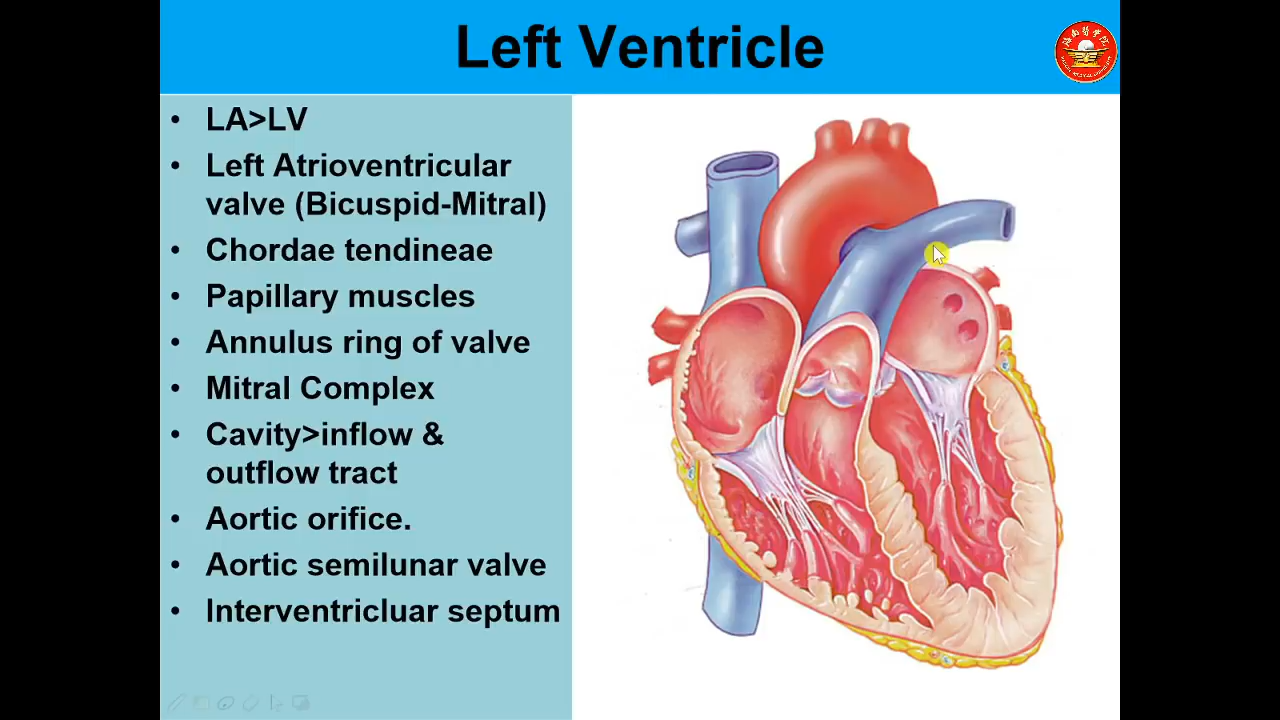 Left Ventricle
• LA>LV
• Left Atrioventricular
valve (Bicuspid-Mitral)
• Chordae tendineae
• Papillary muscles
• Annulus ring of valve
• Mitral Complex
• Cavity>inflow &
outflow tract
• Aortic orifice.
• Aortic semilunar valve
• Interventricluar septum